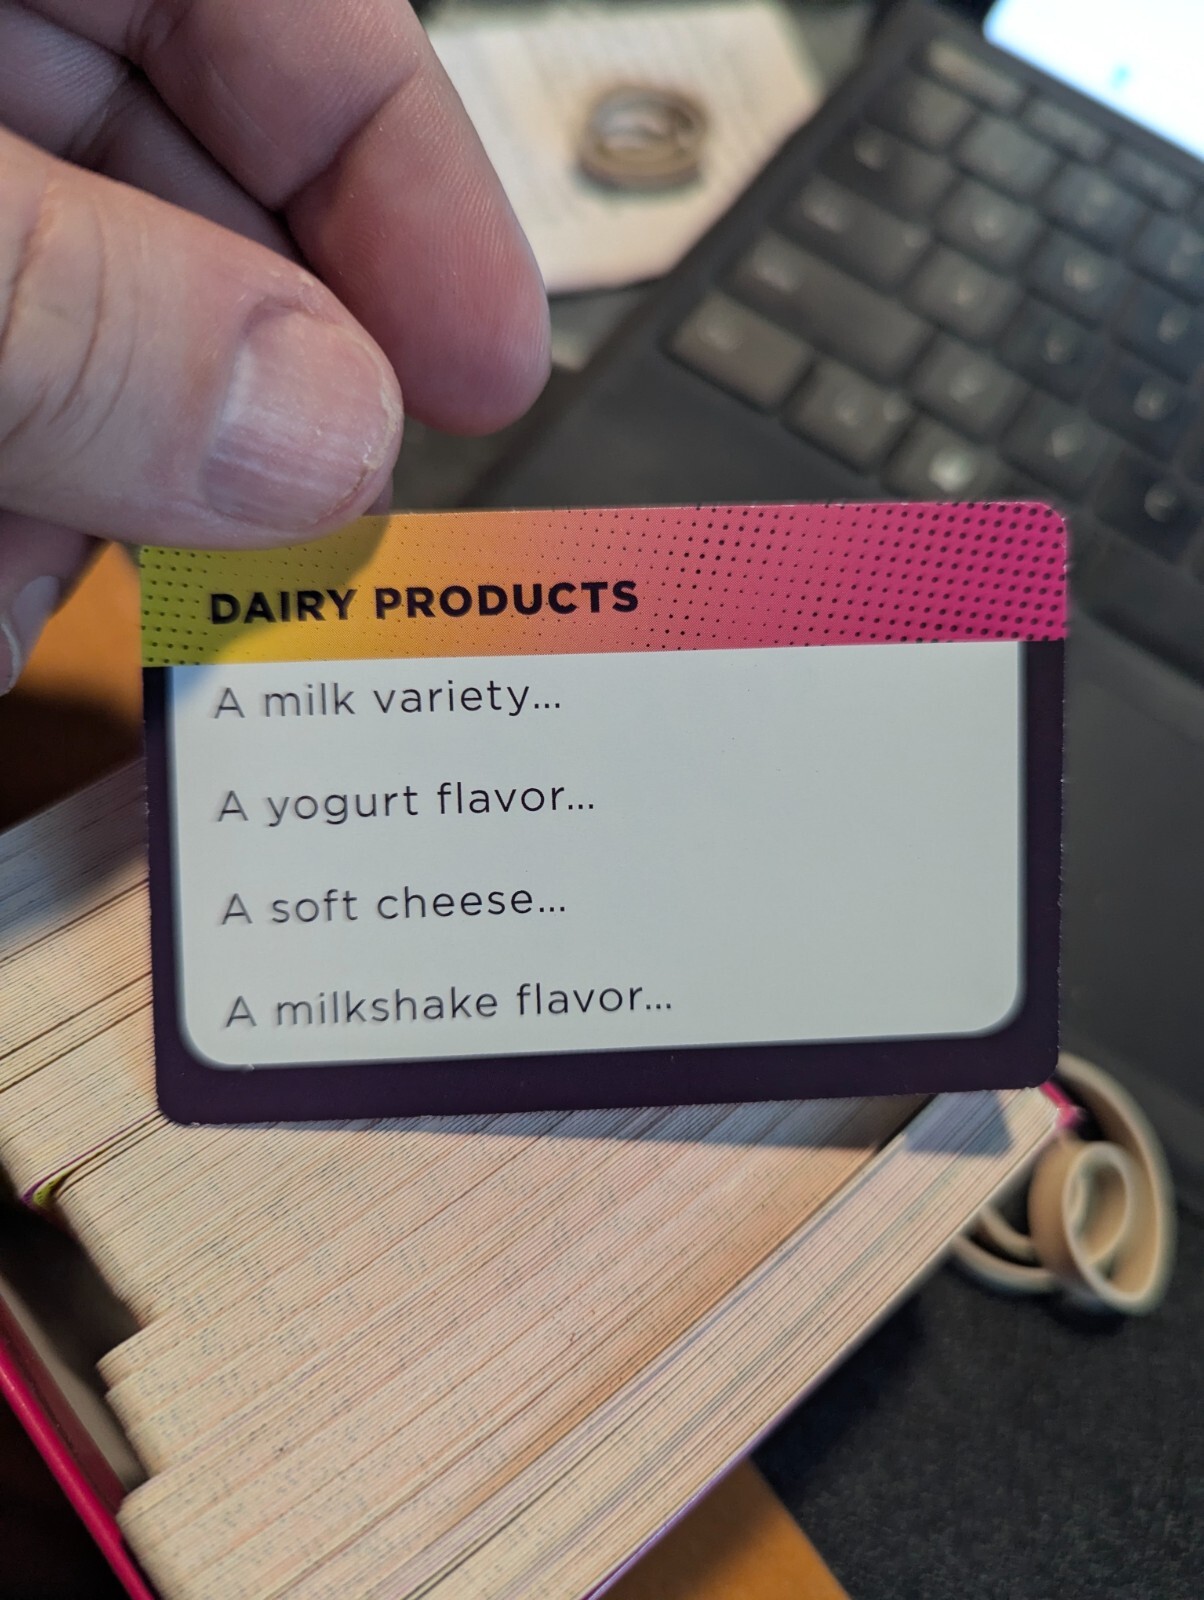 DAIRY PRODUCTS
A milk variety...
A yogurt flavor...
A soft cheese...
A milkshake flavor...